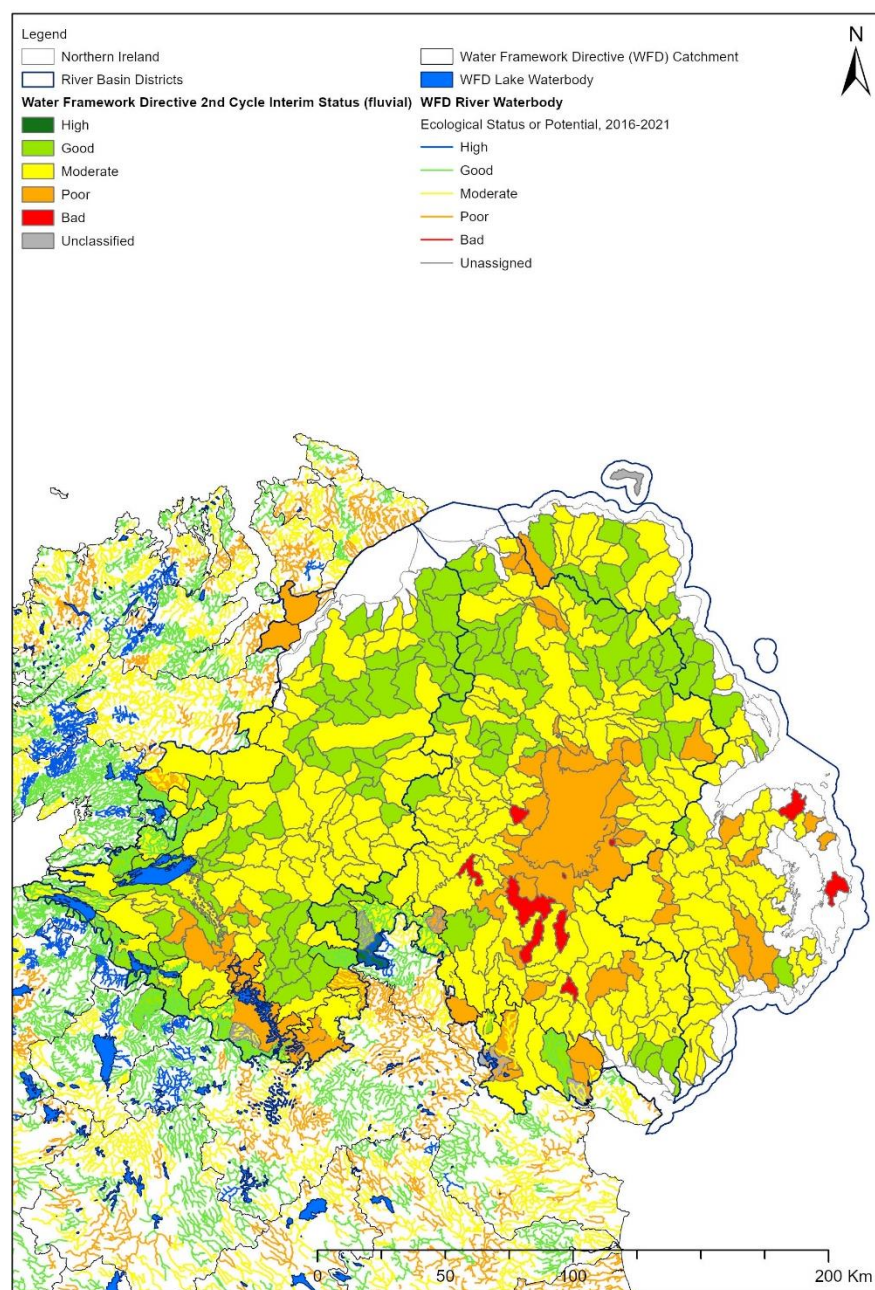 Legend
Northern Ireland
River Basin Districts
Water Framework Directive 2nd Cycle Interim Status (fluvial)
High
Good
Moderate
Poor
Bad
Unclassified
Water Framework Directive (WFD) Catchment
WFD Lake Waterbody
WFD River Waterbody
Ecological Status or Potential, 2016-2021
High
Good
Moderate
Poor
Bad
Unassigned
N
0 50 100 200 Km